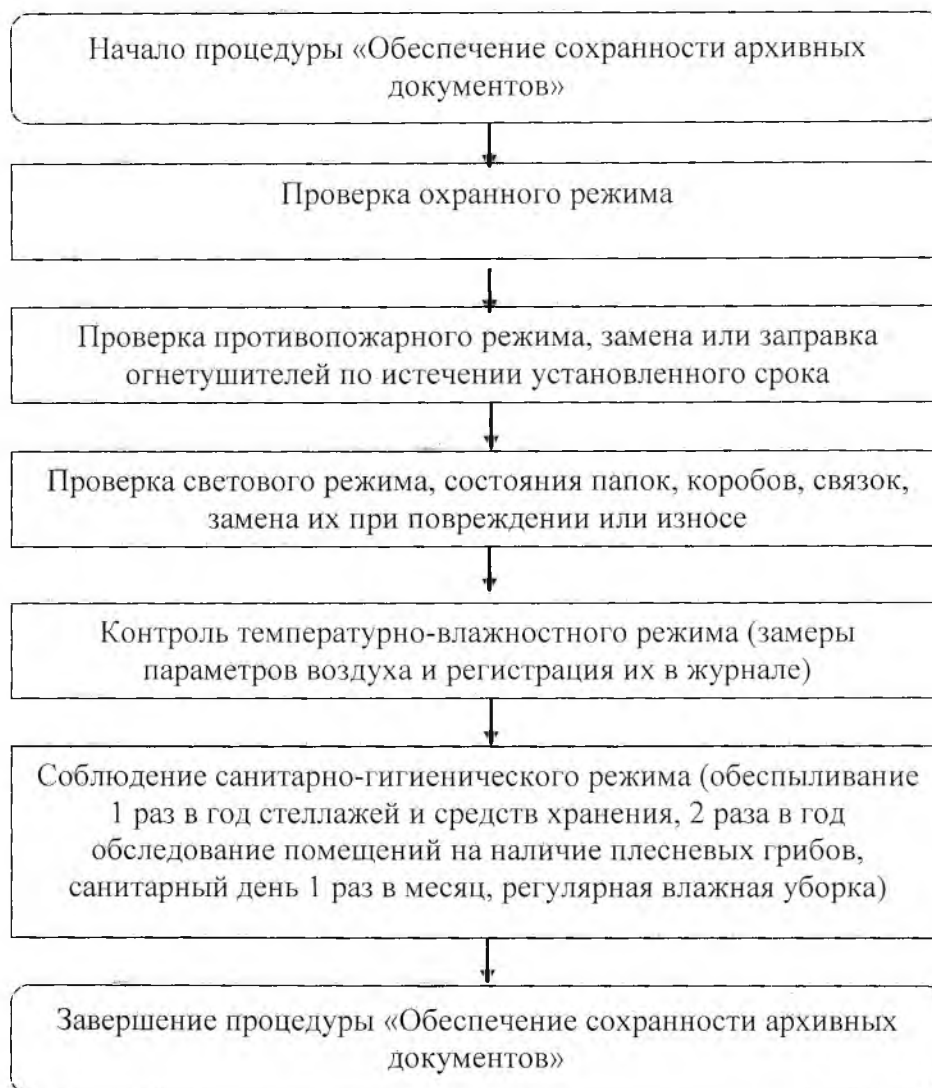 Начало процедуры «Обеспечение сохранности архивных
документов»
Проверка охранного режима
Проверка противопожарного режима, замена или заправка
огнетушителей по истечении установленного срока
Проверка светового режима, состояния папок, коробов, связок,
замена их при повреждении или износе
Контроль температурно-влажностного режима (замеры
параметров воздуха и регистрация их в журнале)
Соблюдение санитарно-гигиенического режима (обеспыливание
1 раз в год стеллажей и средств хранения, 2 раза в год
обследование помещений на наличие плесневых грибов,
санитарный день 1 раз в месяц, регулярная влажная уборка)
Завершение процедуры «Обеспечение сохранности архивных
документов»